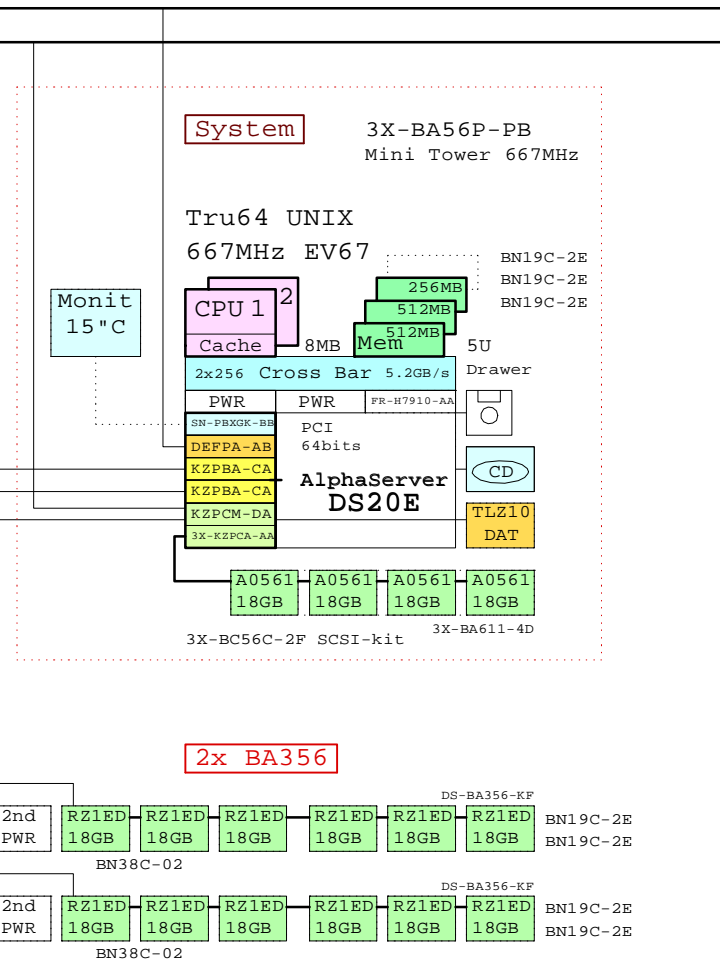 System
3X-BA56P-PB
Mini Tower 667MHz
Tru64 UNIX
667MHz EV67
BN19C-2E
BN19C-2E
BN19C-2E
Monit
15"C
CPU 1
2
Cache
8MB
256MB
512MB
512MB
Mem
5U
Drawer
2x256 Cross Bar 5.2GB/s
PWR
PWR
FR-H7910-AA
SN-PBXGK-BB
DEFPA-AB
KZPBA-CA
KZPBA-CA
KZPCM-DA
3X-KZPCA-AA
PCI
64bits
AlphaServer
DS20E
CD
TLZ10
DAT
A0561 A0561 A0561 A0561
18GB 18GB 18GB 18GB
3X-BC56C-2F SCSI-kit
3X-BA611-4D
2x BA356
DS-BA356-KF
2nd RZ1ED RZ1ED RZ1ED RZ1ED RZ1ED RZ1ED BN19C-2E
PWR 18GB 18GB 18GB 18GB 18GB 18GB BN19C-2E
BN38C-02
DS-BA356-KF
2nd RZ1ED RZ1ED RZ1ED RZ1ED RZ1ED RZ1ED BN19C-2E
PWR 18GB 18GB 18GB 18GB 18GB 18GB BN19C-2E
BN38C-02